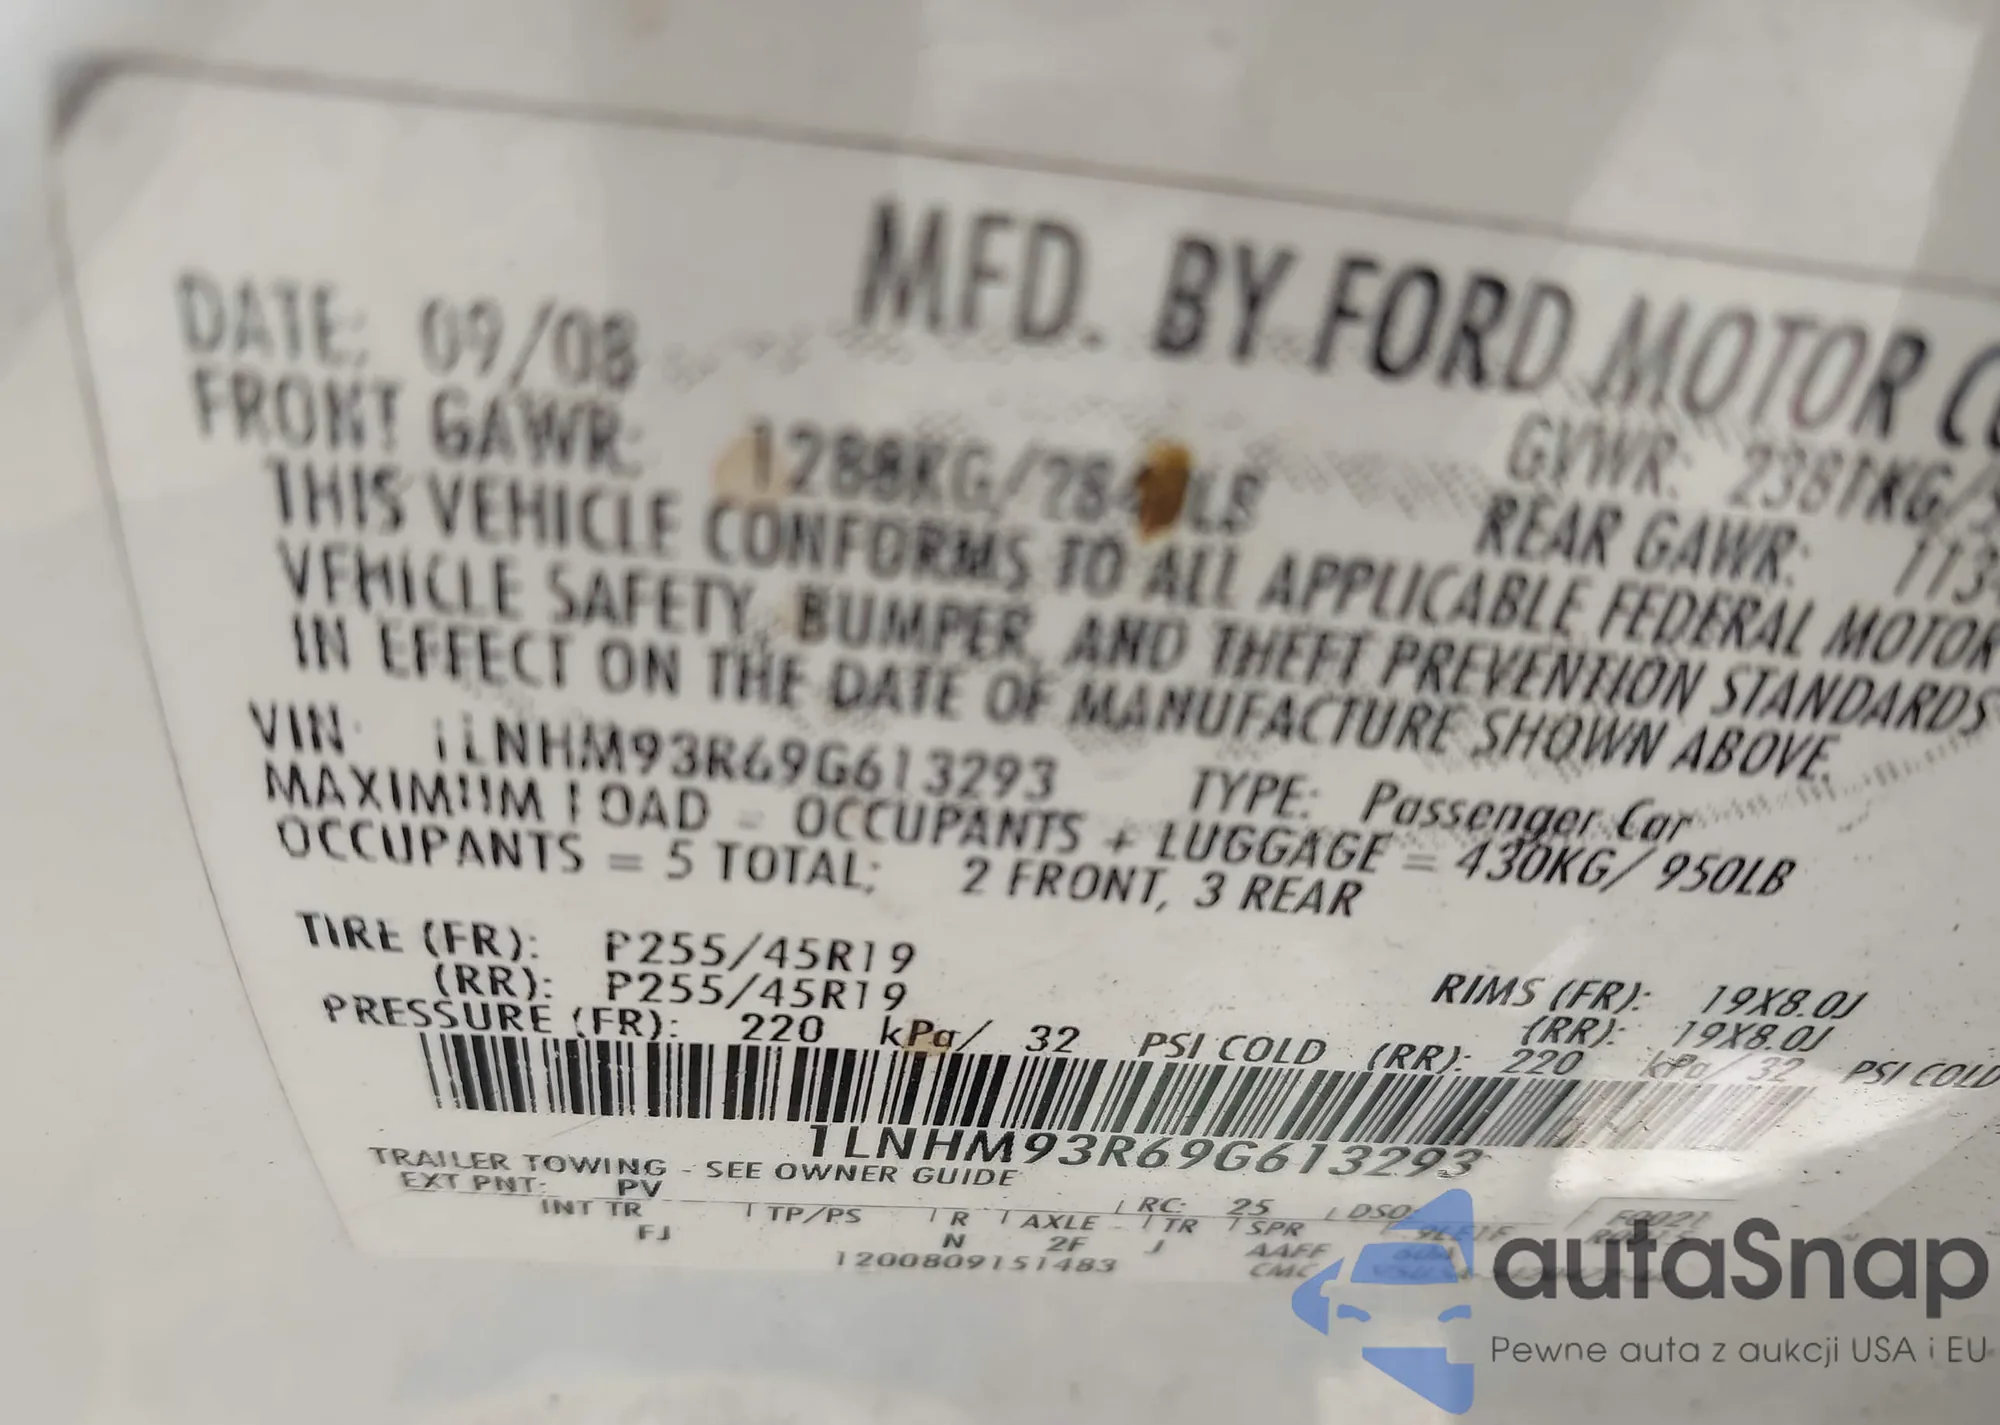 MFD. BY FORD MOTOR CO
DATE: 09/08
GVWR: 2381KG/
FRONT GAWR: 1288KG/284 LB
REAR GAWR: 1134
THIS VEHICLE CONFORMS TO ALL APPLICABLE FEDERAL MOTOR
VEHICLE SAFETY, BUMPER, AND THEFT PREVENTION STANDARDS
IN EFFECT ON THE DATE OF MANUFACTURE SHOWN ABOVE.
VIN: 1LNHM93R69G613293 TYPE: Passenger Car
MAXIMUM LOAD = OCCUPANTS + LUGGAGE = 430KG/ 950LB
OCCUPANTS = 5 TOTAL; 2 FRONT, 3 REAR
TIRE (FR): P255/45R19 RIMS (FR): 19X8.0J
(RR): P255/45R19 (RR): 19X8.0J
PRESSURE (FR): 220 kPa/ 32 PSI COLD (RR): 220 kPa/ 32 PSI COLD
1LNHM93R69G613293
TRAILER TOWING - SEE OWNER GUIDE
EXT PNT: PV RC: 25 DSO:
INT TR TP/PS R AXLE TR SPR
FJ N 2F J AAFF
1200809151483 CMC
autaSnap
Pewne auta z aukcji USA i EU